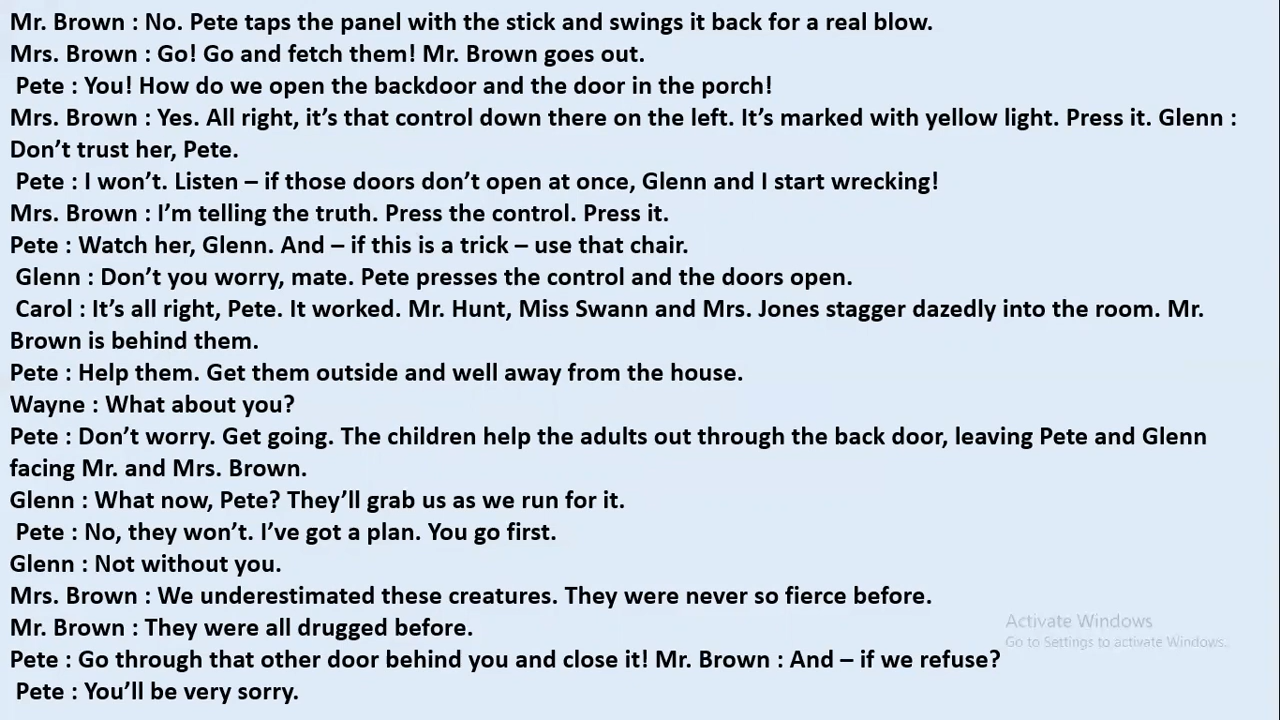 Mr. Brown : No. Pete taps the panel with the stick and swings it back for a real blow.
Mrs. Brown : Go! Go and fetch them! Mr. Brown goes out.
Pete : You! How do we open the backdoor and the door in the porch!
Mrs. Brown : Yes. All right, it’s that control down there on the left. It’s marked with yellow light. Press it. Glenn :
Don’t trust her, Pete.
Pete : I won’t. Listen – if those doors don’t open at once, Glenn and I start wrecking!
Mrs. Brown : I’m telling the truth. Press the control. Press it.
Pete : Watch her, Glenn. And – if this is a trick – use that chair.
Glenn : Don’t you worry, mate. Pete presses the control and the doors open.
Carol : It’s all right, Pete. It worked. Mr. Hunt, Miss Swann and Mrs. Jones stagger dazedly into the room. Mr.
Brown is behind them.
Pete : Help them. Get them outside and well away from the house.
Wayne : What about you?
Pete : Don’t worry. Get going. The children help the adults out through the back door, leaving Pete and Glenn
facing Mr. and Mrs. Brown.
Glenn : What now, Pete? They’ll grab us as we run for it.
Pete : No, they won’t. I’ve got a plan. You go first.
Glenn : Not without you.
Mrs. Brown : We underestimated these creatures. They were never so fierce before.
Mr. Brown : They were all drugged before.
Pete : Go through that other door behind you and close it! Mr. Brown : And – if we refuse?
Pete : You’ll be very sorry.
Activate Windows
Go to Settings to activate Windows.